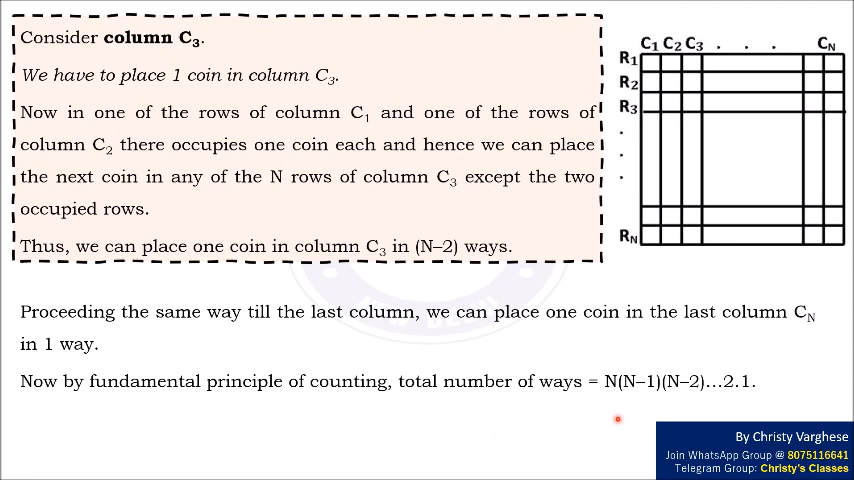 Consider column C₃.
We have to place 1 coin in column C₃.
Now in one of the rows of column C₁ and one of the rows of
column C₂ there occupies one coin each and hence we can place
the next coin in any of the N rows of column C₃ except the two
occupied rows.
Thus, we can place one coin in column C₃ in (N–2) ways.
C₁ C₂ C₃ . . . C_N
R₁
R₂
R₃
.
.
.
R_N
Proceeding the same way till the last column, we can place one coin in the last column C_N
in 1 way.
Now by fundamental principle of counting, total number of ways = N(N–1)(N–2)…2.1.
By Christy Varghese
Join WhatsApp Group @ 8075116641
Telegram Group: Christy's Classes